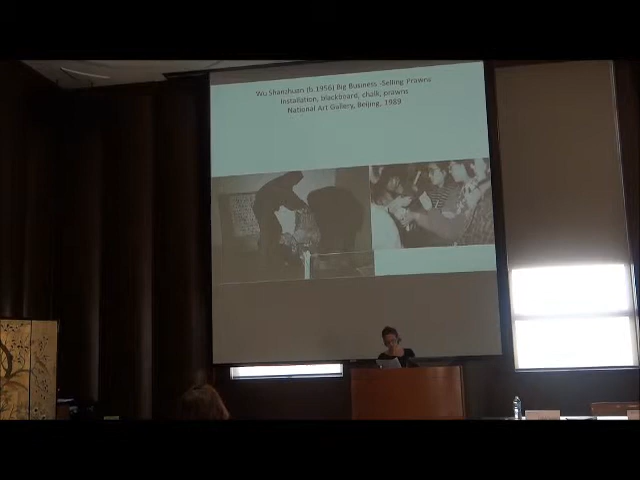 Wu Shanzhuan (b.1956) Big Business -Selling Prawns
Installation, blackboard, chalk, prawns
National Art Gallery, Beijing, 1989